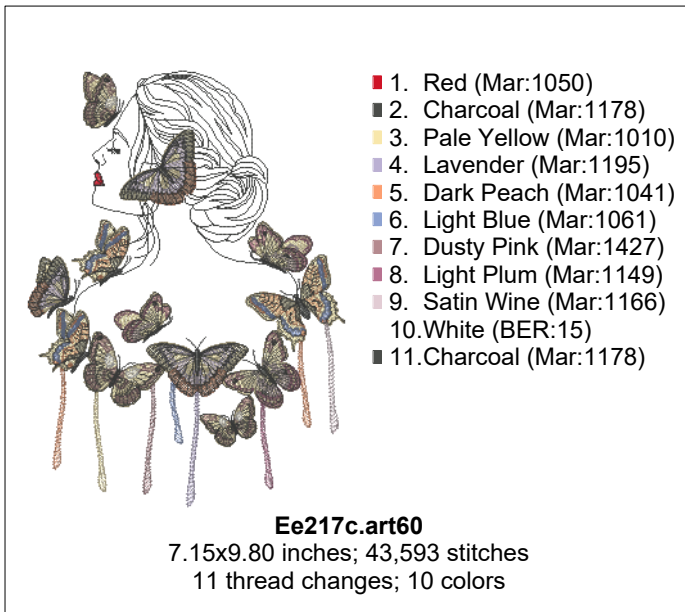 1. Red (Mar:1050)
2. Charcoal (Mar:1178)
3. Pale Yellow (Mar:1010)
4. Lavender (Mar:1195)
5. Dark Peach (Mar:1041)
6. Light Blue (Mar:1061)
7. Dusty Pink (Mar:1427)
8. Light Plum (Mar:1149)
9. Satin Wine (Mar:1166)
10.White (BER:15)
11.Charcoal (Mar:1178)
Ee217c.art60
7.15x9.80 inches; 43,593 stitches
11 thread changes; 10 colors